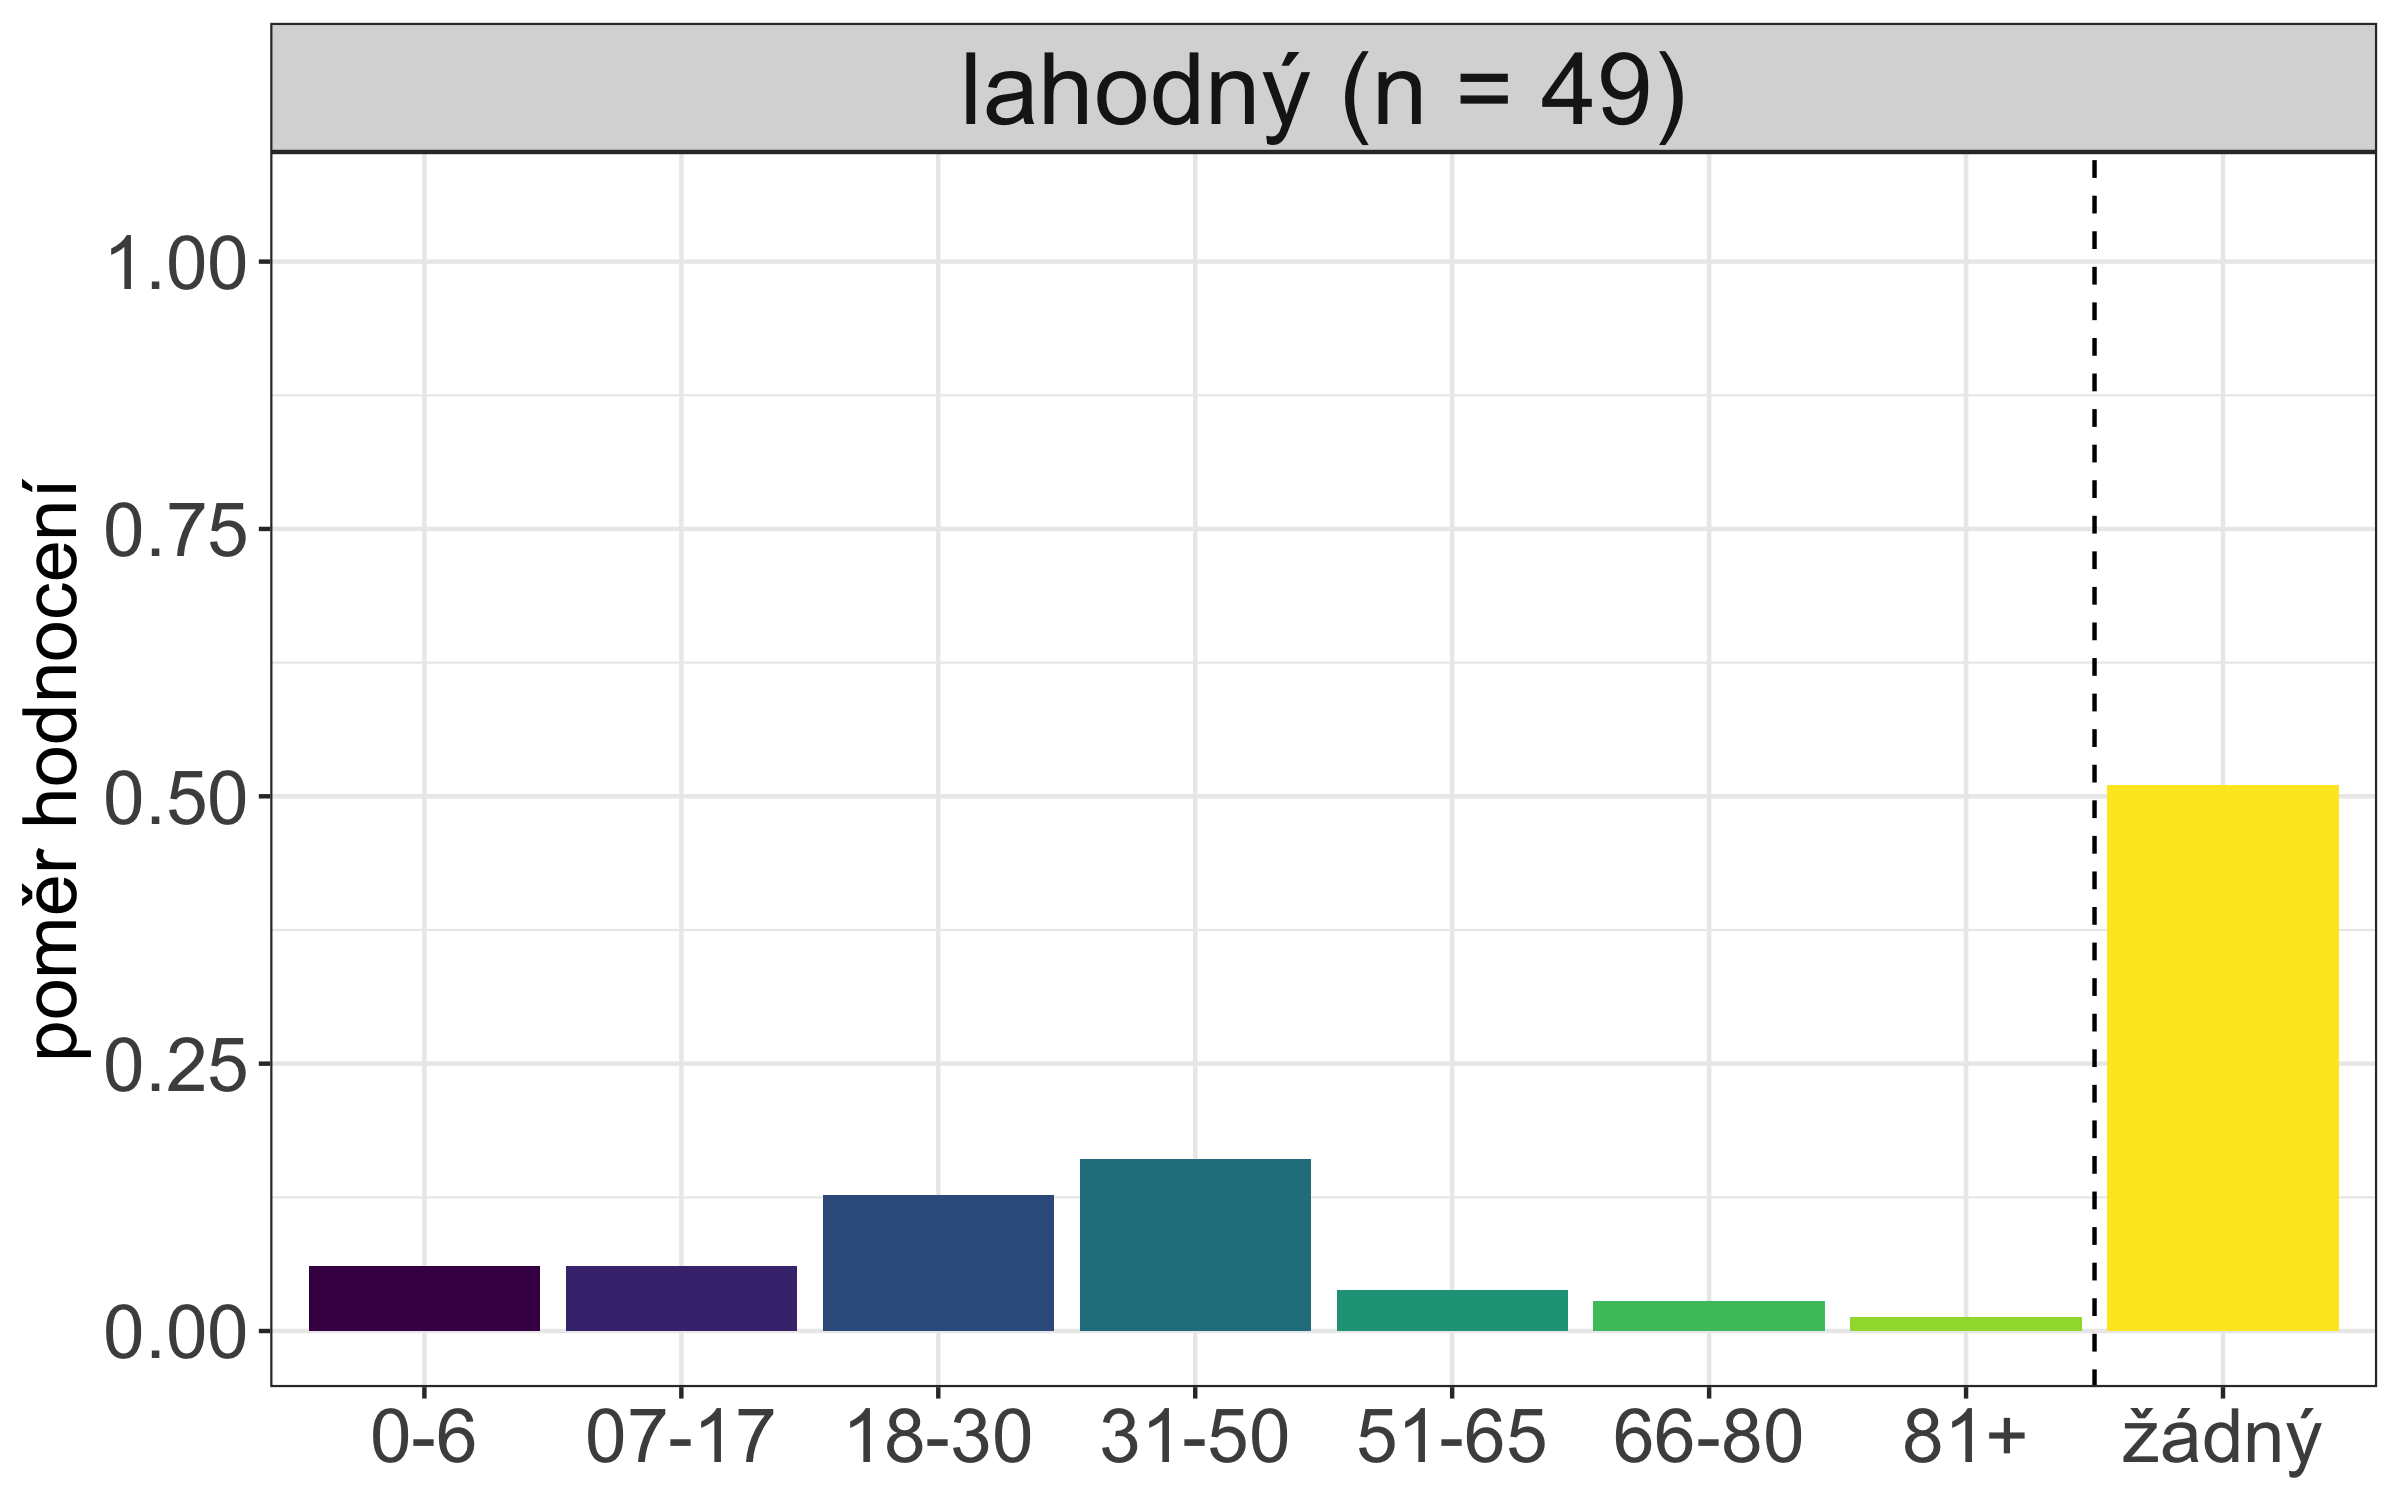 lahodný (n = 49)
poměr hodnocení
1.00
0.75
0.50
0.25
0.00
0-6 07-17 18-30 31-50 51-65 66-80 81+ žádný